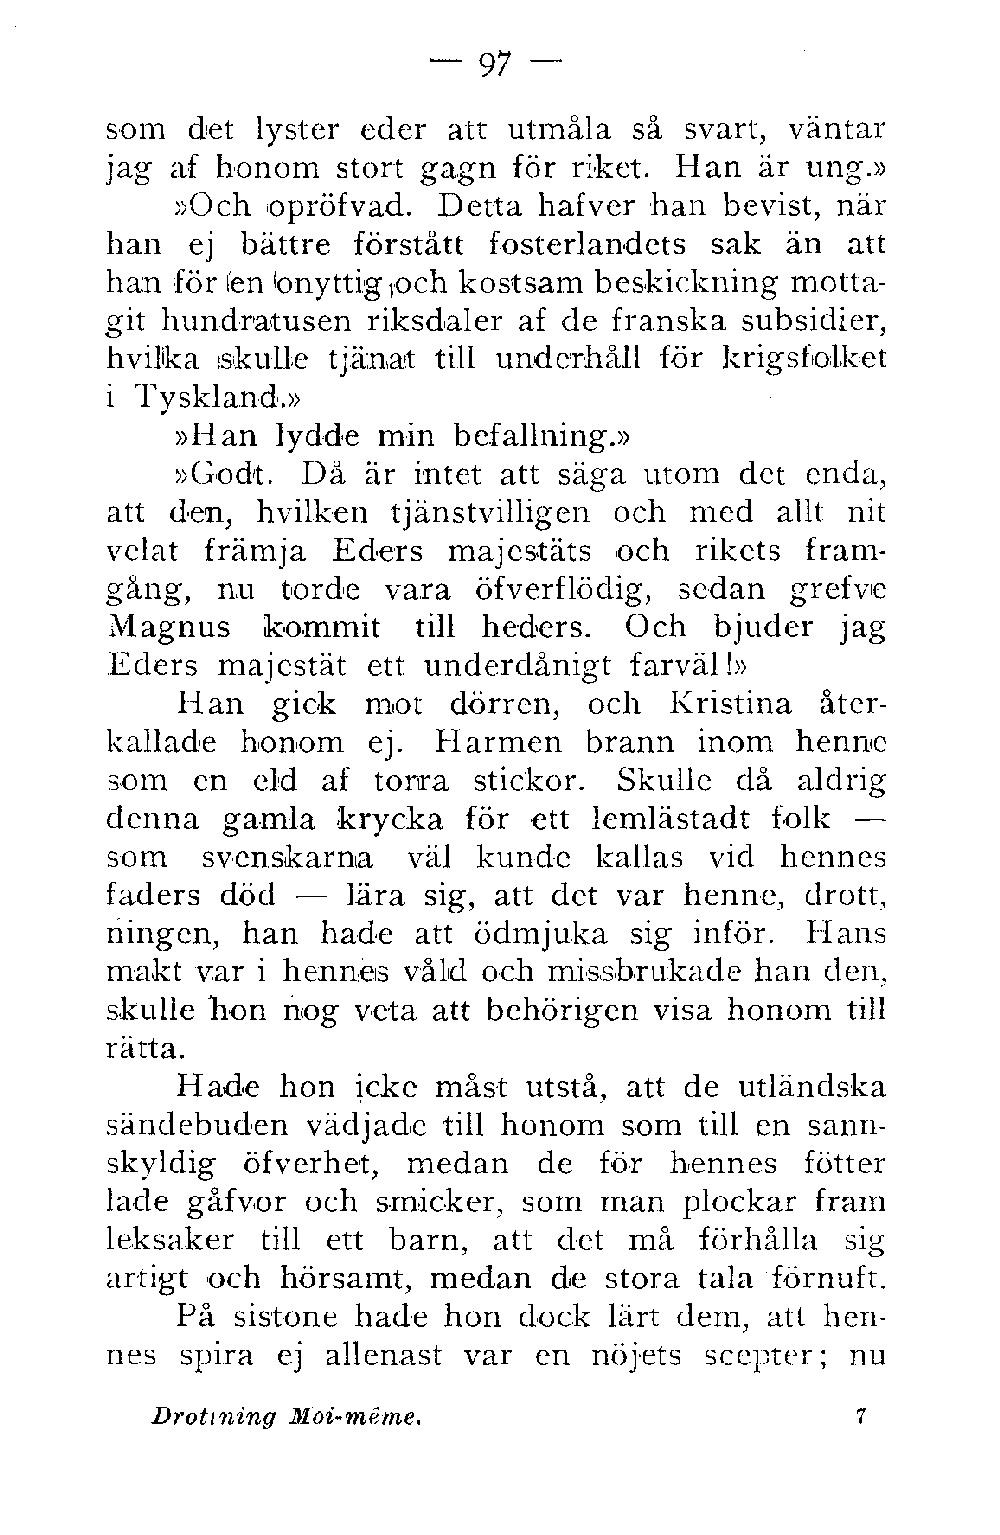 — 97 —
som det lyster eder att utmåla så svart, väntar
jag af honom stort gagn för riket. Han är ung.»
»Och opröfvad. Detta hafver han bevist, när
han ej bättre förstått fosterlandets sak än att
han för en onyttig och kostsam beskickning motta-
git hundratusen riksdaler af de franska subsidier,
hvilka skulle tjänat till underhåll för krigsfolket
i Tyskland.»
»Han lydde min befallning.»
»Godt. Då är intet att säga utom det enda,
att den, hvilken tjänstvilligen och med allt nit
velat främja Eders majestäts och rikets fram-
gång, nu torde vara öfverflödig, sedan grefve
Magnus kommit till heders. Och bjuder jag
Eders majestät ett underdånigt farväl!»
Han gick mot dörren, och Kristina åter-
kallade honom ej. Harmen brann inom henne
som en eld af torra stickor. Skulle då aldrig
denna gamla krycka för ett lemlästadt folk —
som svenskarna väl kunde kallas vid hennes
faders död — lära sig, att det var henne, drott,
ningen, han hade att ödmjuka sig inför. Hans
makt var i hennes våld och missbrukade han den,
skulle hon nog veta att behörigen visa honom till
rätta.
Hade hon icke måst utstå, att de utländska
sändebuden vädjade till honom som till en sann-
skyldig öfverhet, medan de för hennes fötter
lade gåfvor och smicker, som man plockar fram
leksaker till ett barn, att det må förhålla sig
artigt och hörsamt, medan de stora tala förnuft.
På sistone hade hon dock lärt dem, att hen-
nes spira ej allenast var en nöjets scepter; nu
Drottning Moi-même. 7